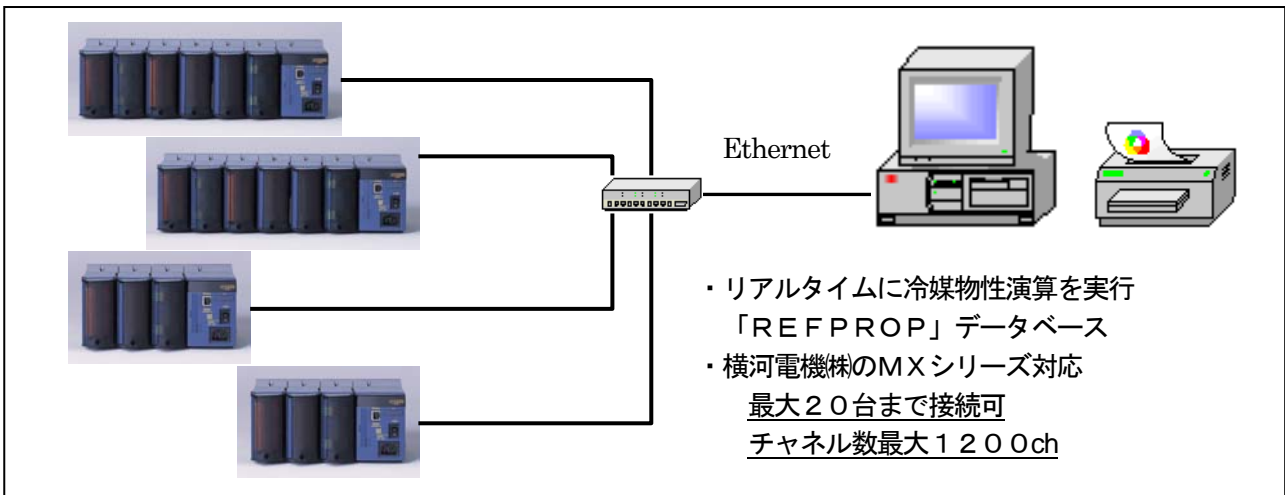 Ethernet
・リアルタイムに冷媒物性演算を実行
「ＲＥＦＰＲＯＰ」データベース
・横河電機㈱のＭＸシリーズ対応
最大２０台まで接続可
チャネル数最大１２００ch